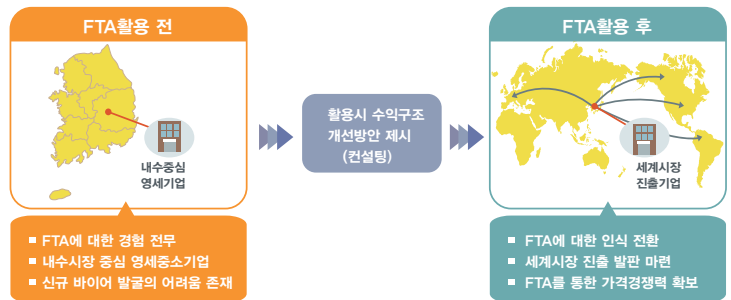 FTA활용 전
내수중심
영세기업
FTA에 대한 경험 전무
내수시장 중심 영세중소기업
신규 바이어 발굴의 어려움 존재
활용시 수익구조
개선방안 제시
(컨설팅)
FTA활용 후
세계시장
진출기업
FTA에 대한 인식 전환
세계시장 진출 발판 마련
FTA를 통한 가격경쟁력 확보